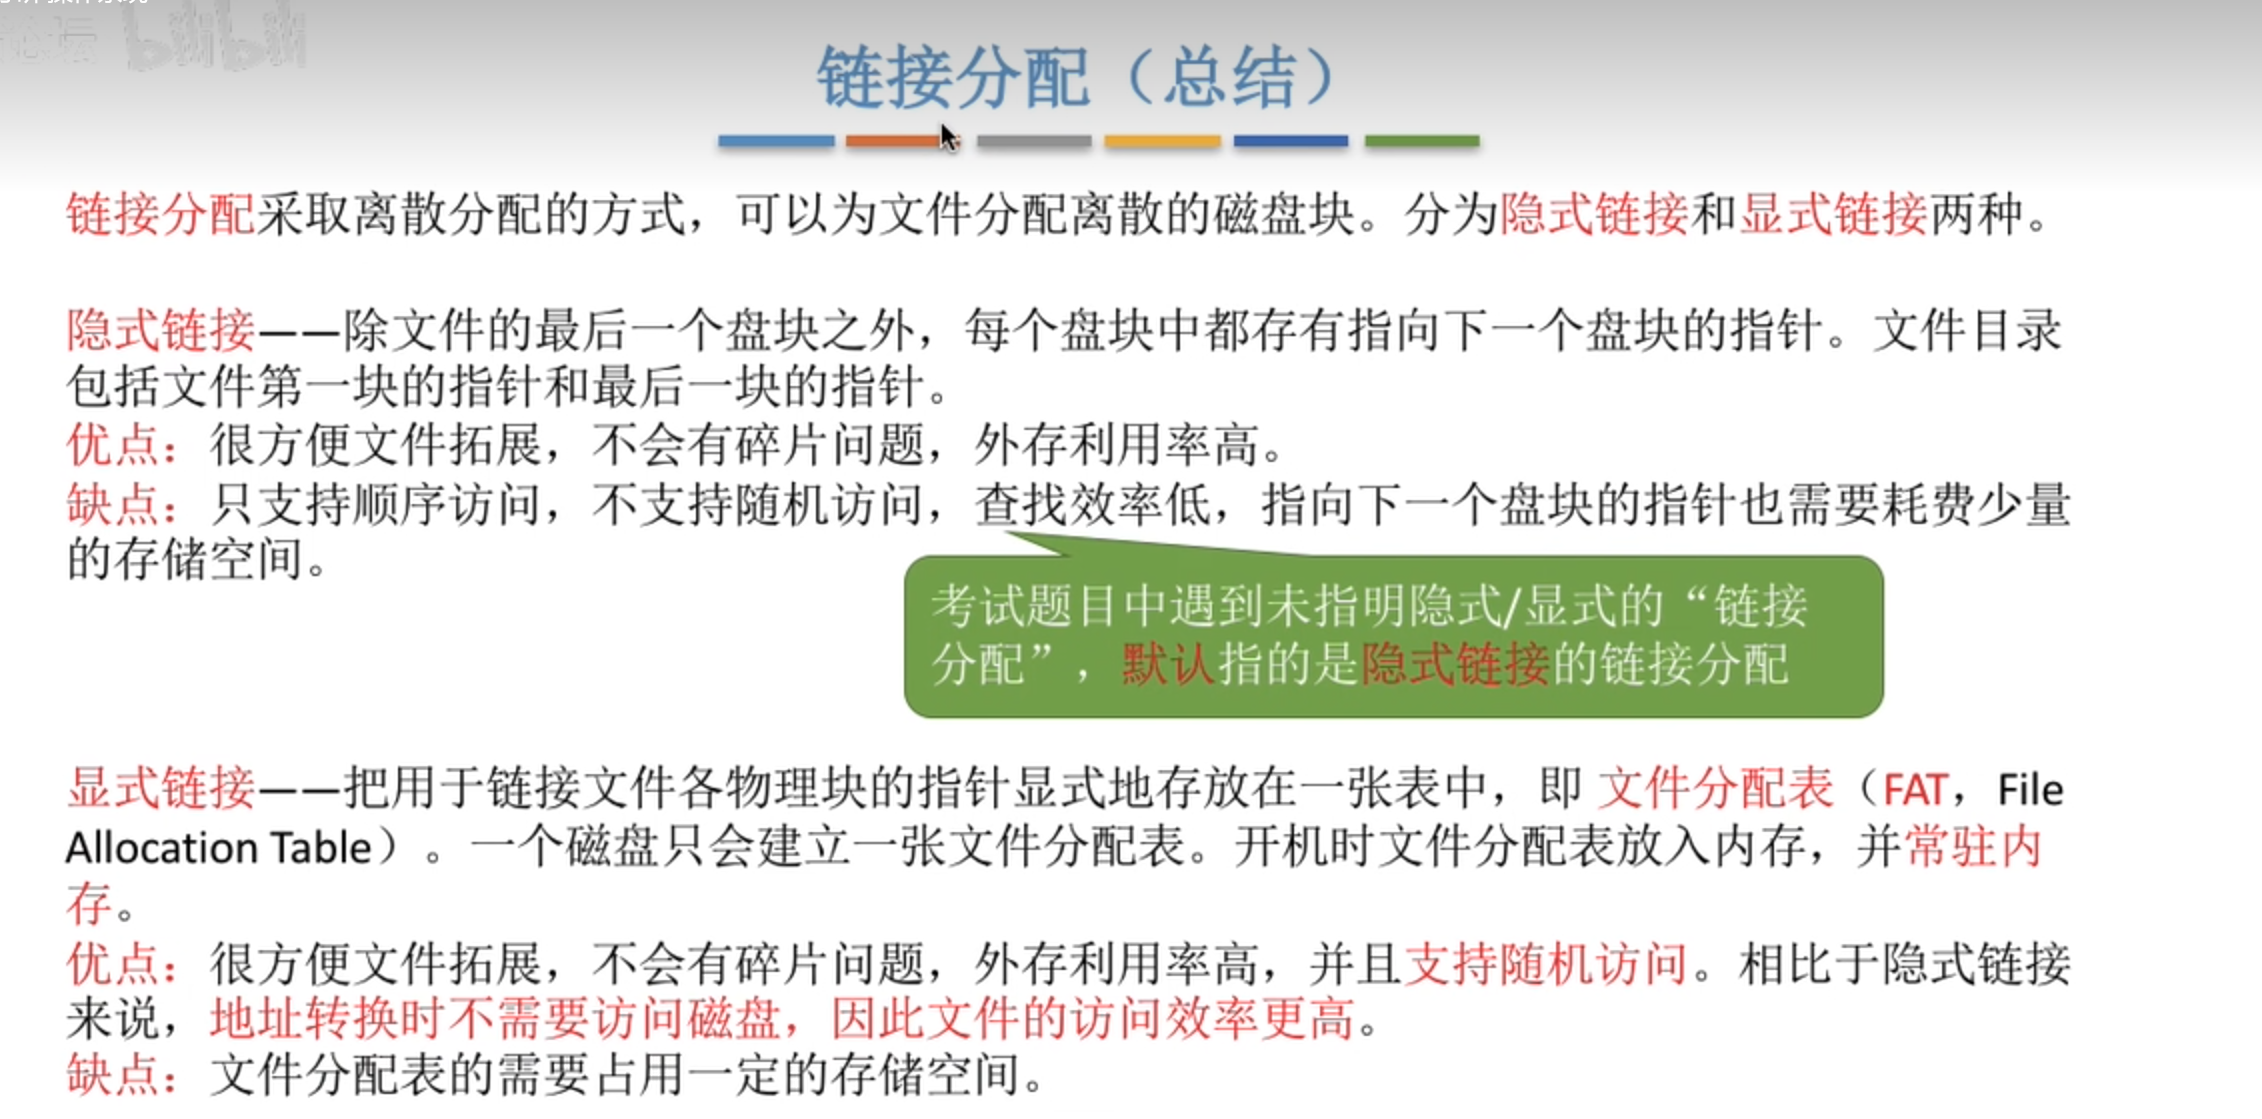 bilibili
链接分配（总结）
链接分配采取离散分配的方式，可以为文件分配离散的磁盘块。分为隐式链接和显式链接两种。
隐式链接——除文件的最后一个盘块之外，每个盘块中都存有指向下一个盘块的指针。文件目录
包括文件第一块的指针和最后一块的指针。
优点：很方便文件拓展，不会有碎片问题，外存利用率高。
缺点：只支持顺序访问，不支持随机访问，查找效率低，指向下一个盘块的指针也需要耗费少量
的存储空间。
考试题目中遇到未指明隐式/显式的“链接
分配”，默认指的是隐式链接的链接分配
显式链接——把用于链接文件各物理块的指针显式地存放在一张表中，即 文件分配表（FAT，File
Allocation Table）。一个磁盘只会建立一张文件分配表。开机时文件分配表放入内存，并常驻内
存。
优点：很方便文件拓展，不会有碎片问题，外存利用率高，并且支持随机访问。相比于隐式链接
来说，地址转换时不需要访问磁盘，因此文件的访问效率更高。
缺点：文件分配表的需要占用一定的存储空间。